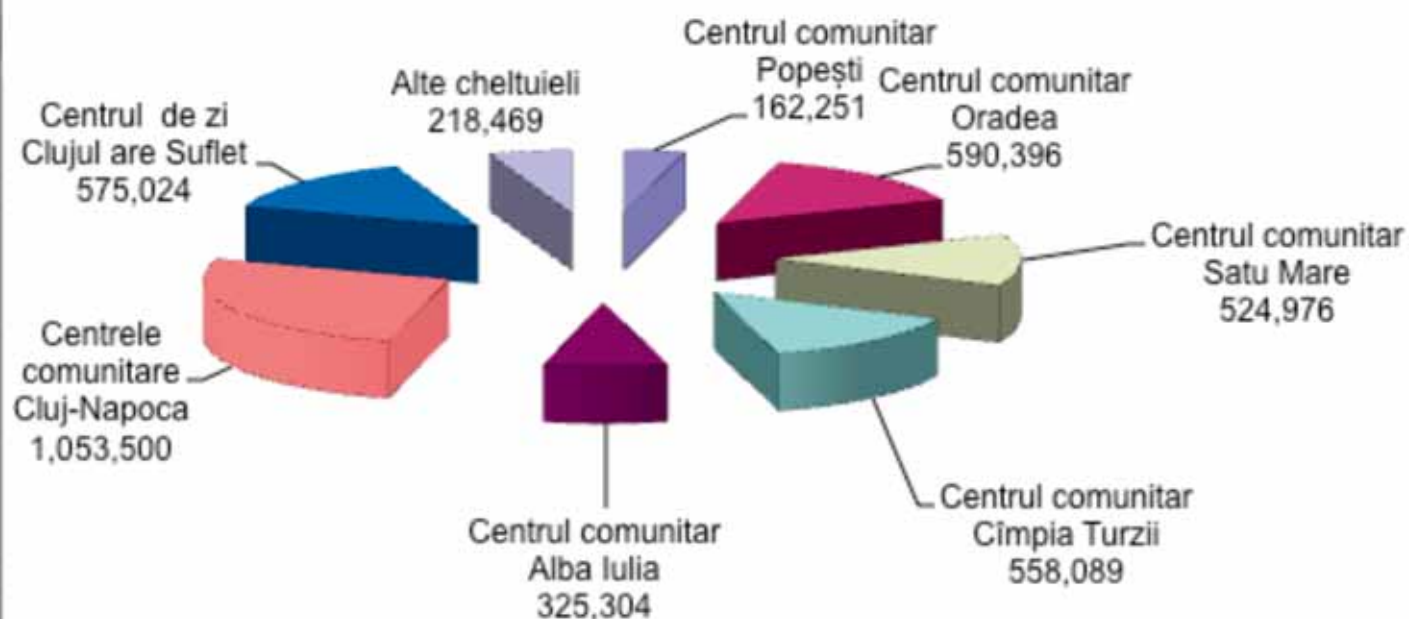 Centrul comunitar
Popești
162,251
Centrul comunitar
Oradea
590,396
Centrul comunitar
Satu Mare
524,976
Centrul comunitar
Cîmpia Turzii
558,089
Centrul comunitar
Alba Iulia
325,304
Centrele
comunitare
Cluj-Napoca
1,053,500
Centrul de zi
Clujul are Suflet
575,024
Alte cheltuieli
218,469